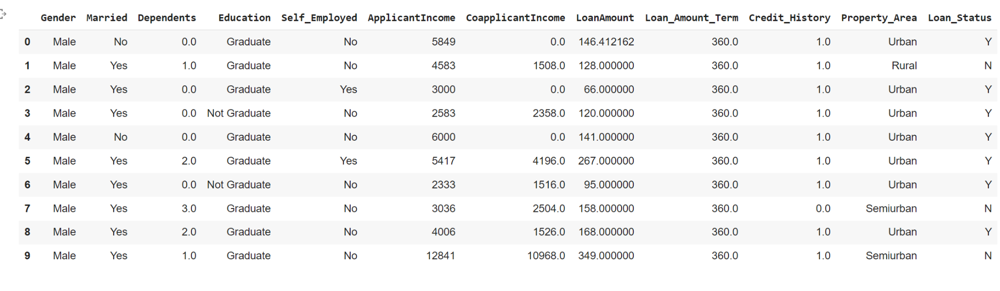 Gender Married Dependents Education Self_Employed ApplicantIncome CoapplicantIncome LoanAmount Loan_Amount_Term Credit_History Property_Area Loan_Status
0 Male No 0.0 Graduate No 5849 0.0 146.412162 360.0 1.0 Urban Y
1 Male Yes 1.0 Graduate No 4583 1508.0 128.000000 360.0 1.0 Rural N
2 Male Yes 0.0 Graduate Yes 3000 0.0 66.000000 360.0 1.0 Urban Y
3 Male Yes 0.0 Not Graduate No 2583 2358.0 120.000000 360.0 1.0 Urban Y
4 Male No 0.0 Graduate No 6000 0.0 141.000000 360.0 1.0 Urban Y
5 Male Yes 2.0 Graduate Yes 5417 4196.0 267.000000 360.0 1.0 Urban Y
6 Male Yes 0.0 Not Graduate No 2333 1516.0 95.000000 360.0 1.0 Urban Y
7 Male Yes 3.0 Graduate No 3036 2504.0 158.000000 360.0 0.0 Semiurban N
8 Male Yes 2.0 Graduate No 4006 1526.0 168.000000 360.0 1.0 Urban Y
9 Male Yes 1.0 Graduate No 12841 10968.0 349.000000 360.0 1.0 Semiurban N